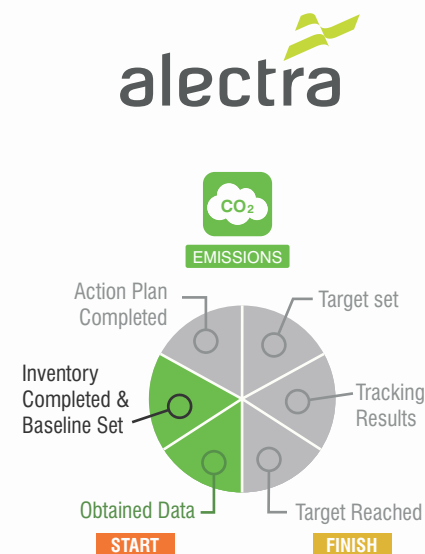 alectra
CO₂
EMISSIONS
Action Plan
Completed
Target set
Inventory
Completed &
Baseline Set
Tracking
Results
Obtained Data
Target Reached
START
FINISH